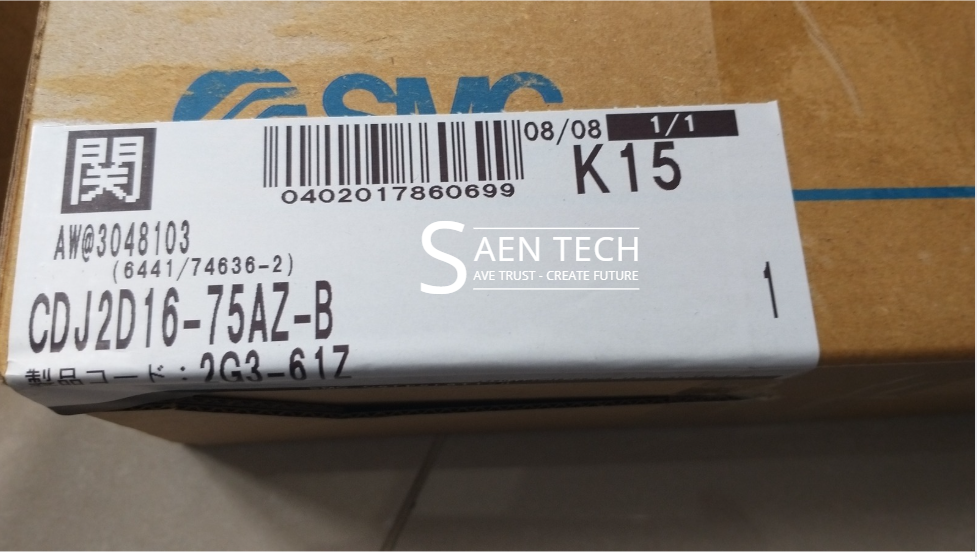 SMC
関
0402017860699
08/08
1/1
K15
AW@3048103
(6441/74636-2)
CDJ2D16-75AZ-B
製品コード:2G3-61Z
1
SAEN TECH
AVE TRUST - CREATE FUTURE